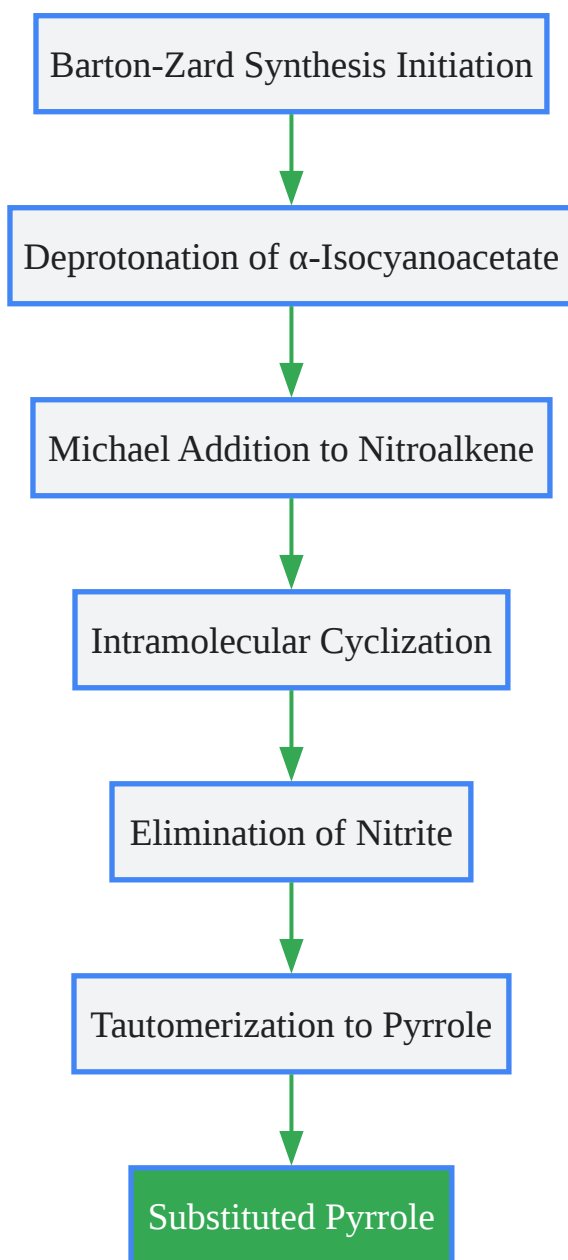 Barton-Zard Synthesis Initiation
Deprotonation of α-Isocyanoacetate
Michael Addition to Nitroalkene
Intramolecular Cyclization
Elimination of Nitrite
Tautomerization to Pyrrole
Substituted Pyrrole